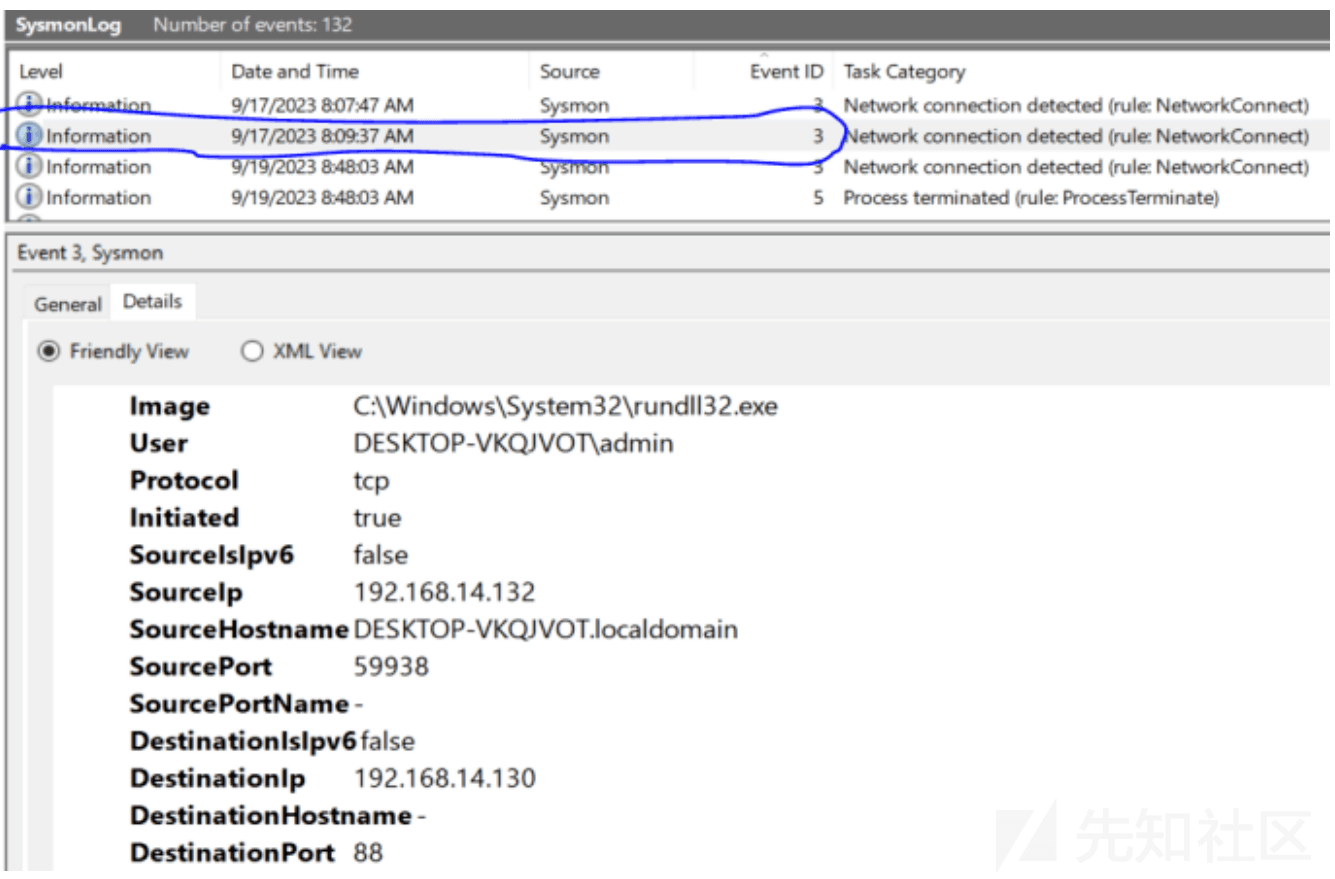 SysmonLog Number of events: 132
Level Date and Time Source Event ID Task Category
Information 9/17/2023 8:07:47 AM Sysmon 3 Network connection detected (rule: NetworkConnect)
Information 9/17/2023 8:09:37 AM Sysmon 3 Network connection detected (rule: NetworkConnect)
Information 9/19/2023 8:48:03 AM Sysmon 3 Network connection detected (rule: NetworkConnect)
Information 9/19/2023 8:48:03 AM Sysmon 5 Process terminated (rule: ProcessTerminate)
Event 3, Sysmon
General Details
Friendly View XML View
Image C:\Windows\System32\rundll32.exe
User DESKTOP-VKQJVOT\admin
Protocol tcp
Initiated true
SourceIsIpv6 false
SourceIp 192.168.14.132
SourceHostname DESKTOP-VKQJVOT.localdomain
SourcePort 59938
SourcePortName -
DestinationIsIpv6 false
DestinationIp 192.168.14.130
DestinationHostname -
DestinationPort 88
先知社区